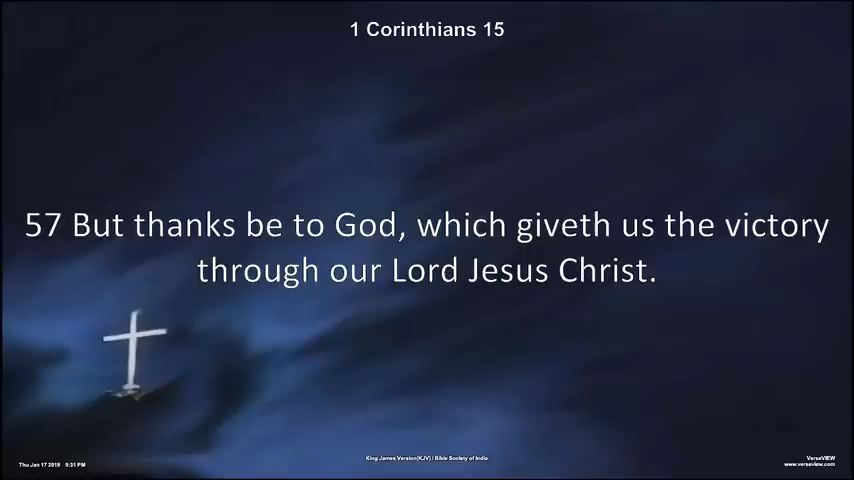 1 Corinthians 15
57 But thanks be to God, which giveth us the victory
through our Lord Jesus Christ.
Thu Jan 17 2019 9:31 PM
King James Version(KJV) / Bible Society of India
VerseVIEW
www.verseview.com